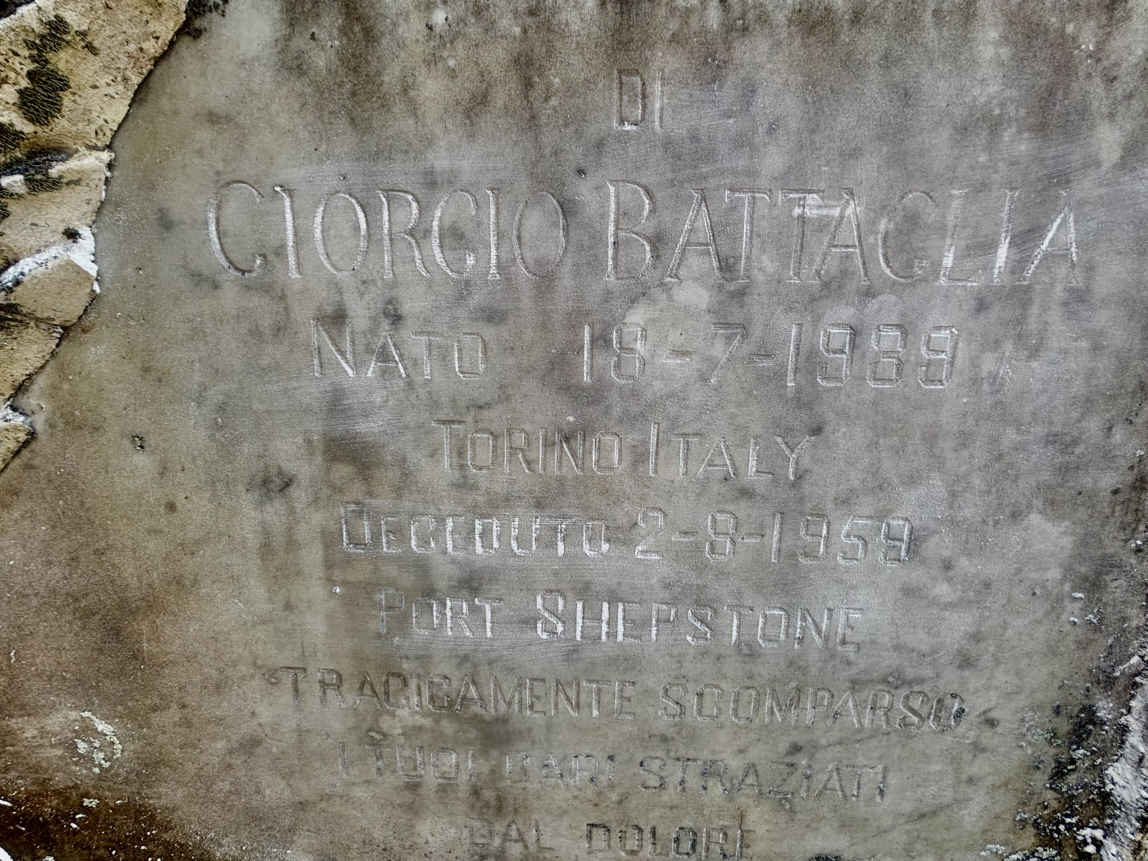 DI
GIORGIO BATTAGLIA
NATO 18-7-1939
TORINO ITALY
DECEDUTO 2-8-1959
PORT SHEPSTONE
TRAGICAMENTE SCOMPARSO
I TUOI CARI STRAZIATI
DAL DOLORE